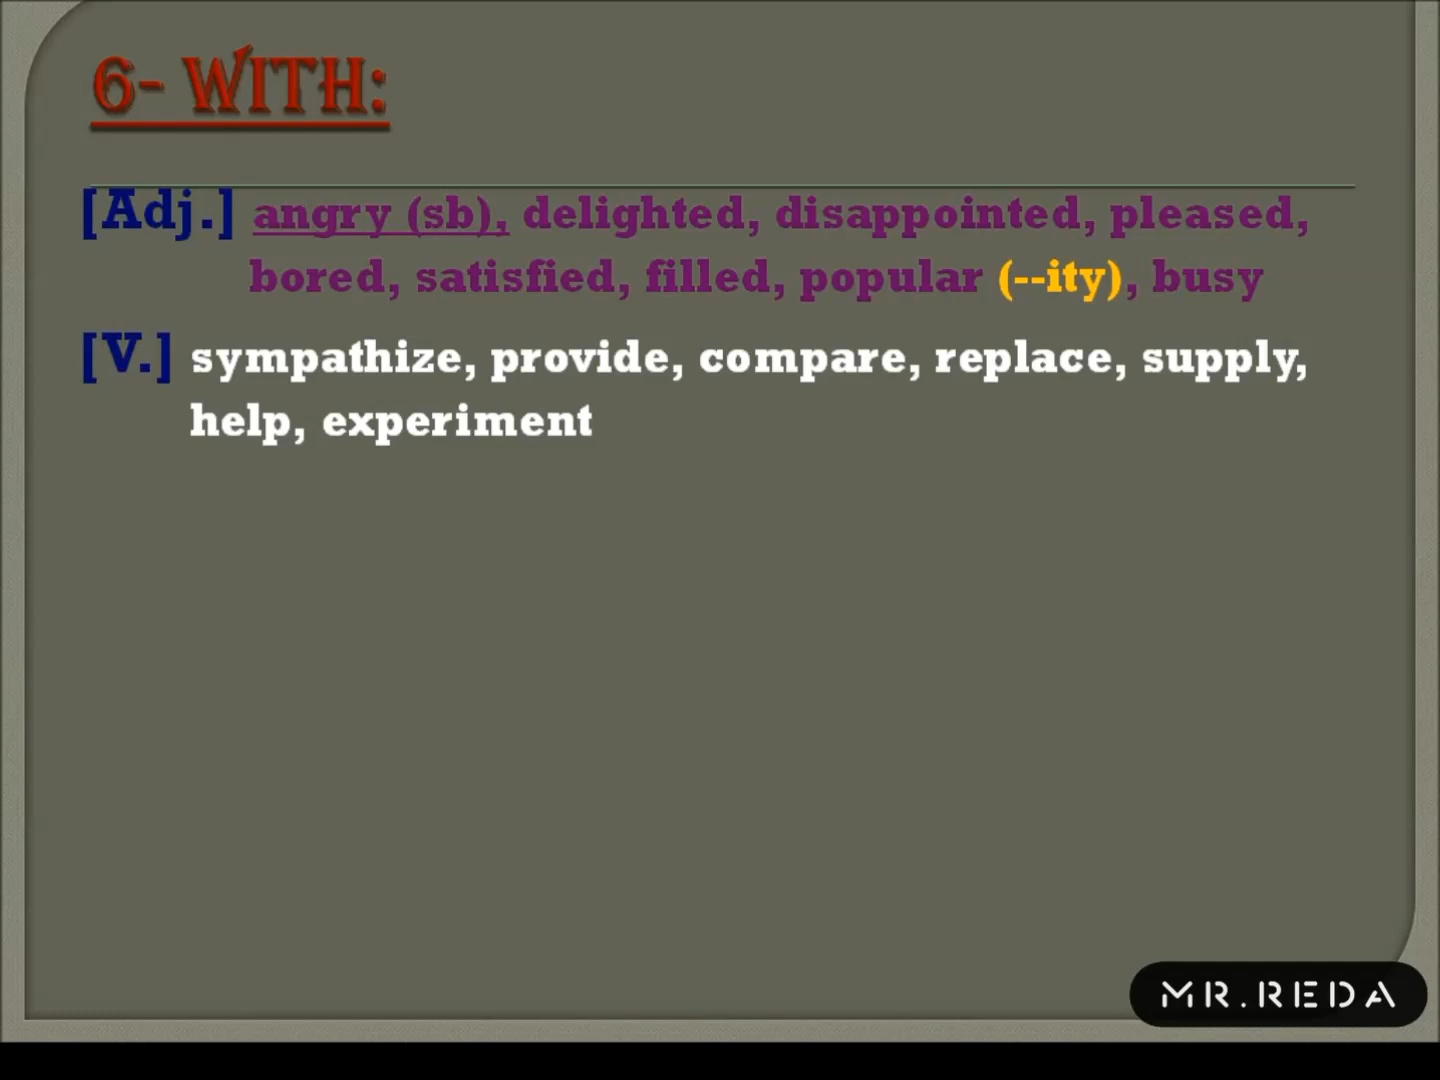 6- WITH:
[Adj.] angry (sb), delighted, disappointed, pleased,
bored, satisfied, filled, popular (--ity), busy
[V.] sympathize, provide, compare, replace, supply,
help, experiment
MR.REDA